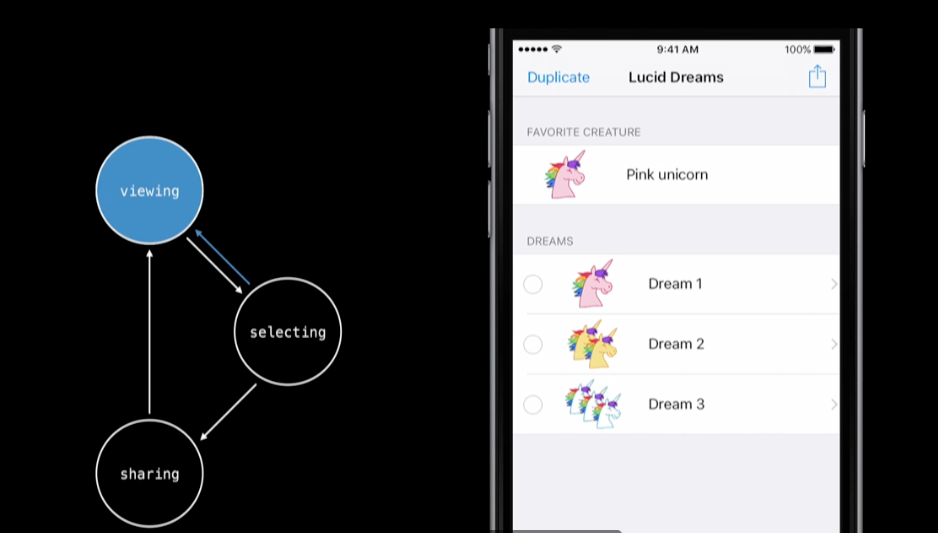 viewing
selecting
sharing
9:41 AM
100%
Duplicate
Lucid Dreams
FAVORITE CREATURE
Pink unicorn
DREAMS
Dream 1
Dream 2
Dream 3